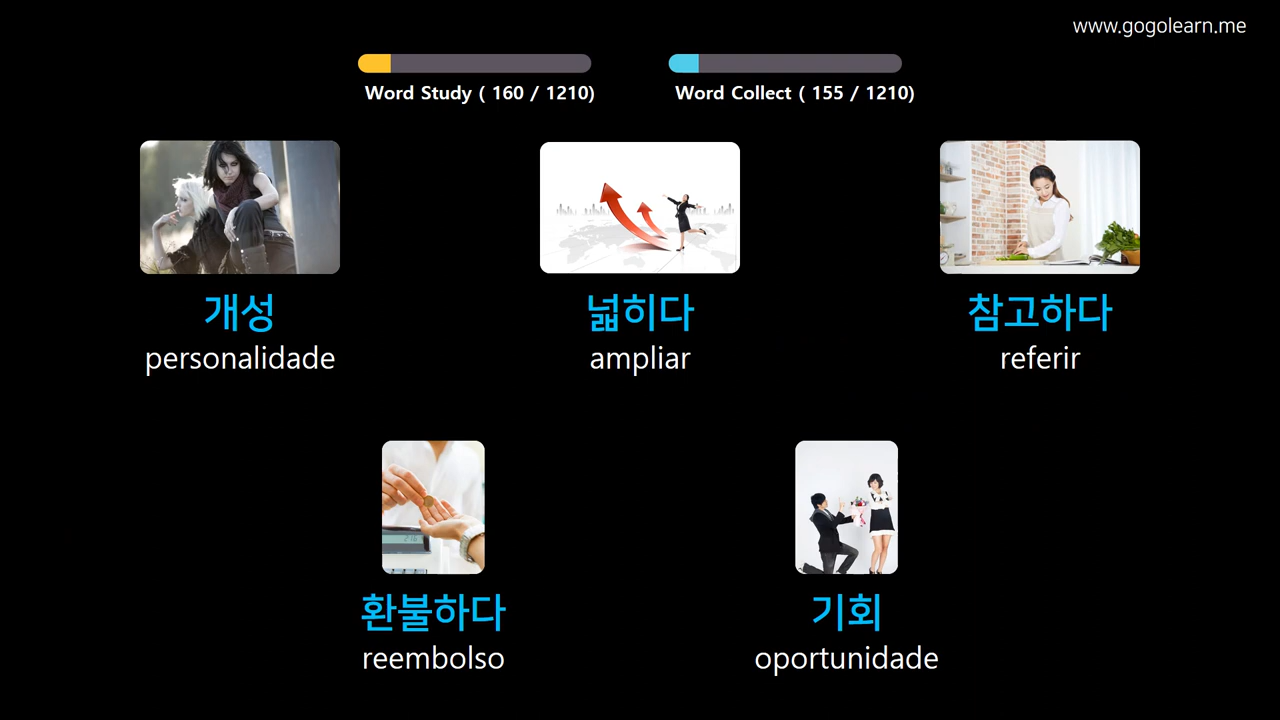 www.gogolearn.me
Word Study ( 160 / 1210)
Word Collect ( 155 / 1210)
개성
personalidade
넓히다
ampliar
참고하다
referir
환불하다
reembolso
기회
oportunidade